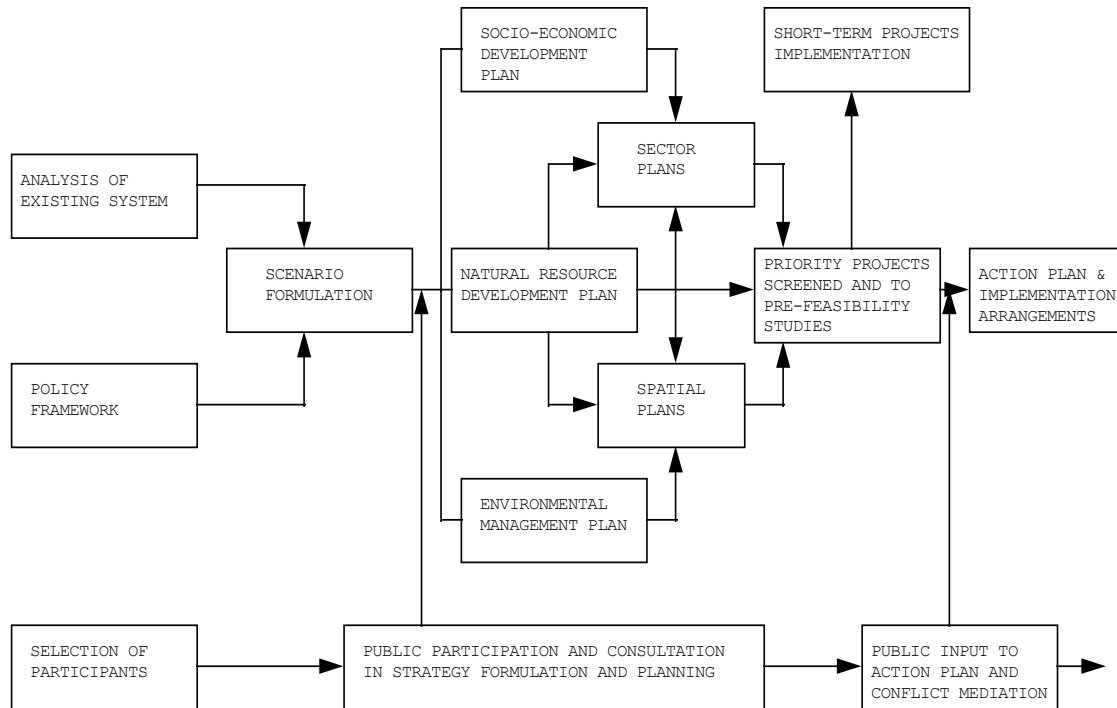 SOCIO-ECONOMIC
DEVELOPMENT
PLAN
SHORT-TERM PROJECTS
IMPLEMENTATION
SECTOR
PLANS
ANALYSIS OF
EXISTING SYSTEM
SCENARIO
FORMULATION
NATURAL RESOURCE
DEVELOPMENT PLAN
PRIORITY PROJECTS
SCREENED AND TO
PRE-FEASIBILITY
STUDIES
ACTION PLAN &
IMPLEMENTATION
ARRANGEMENTS
POLICY
FRAMEWORK
SPATIAL
PLANS
ENVIRONMENTAL
MANAGEMENT PLAN
SELECTION OF
PARTICIPANTS
PUBLIC PARTICIPATION AND CONSULTATION
IN STRATEGY FORMULATION AND PLANNING
PUBLIC INPUT TO
ACTION PLAN AND
CONFLICT MEDIATION